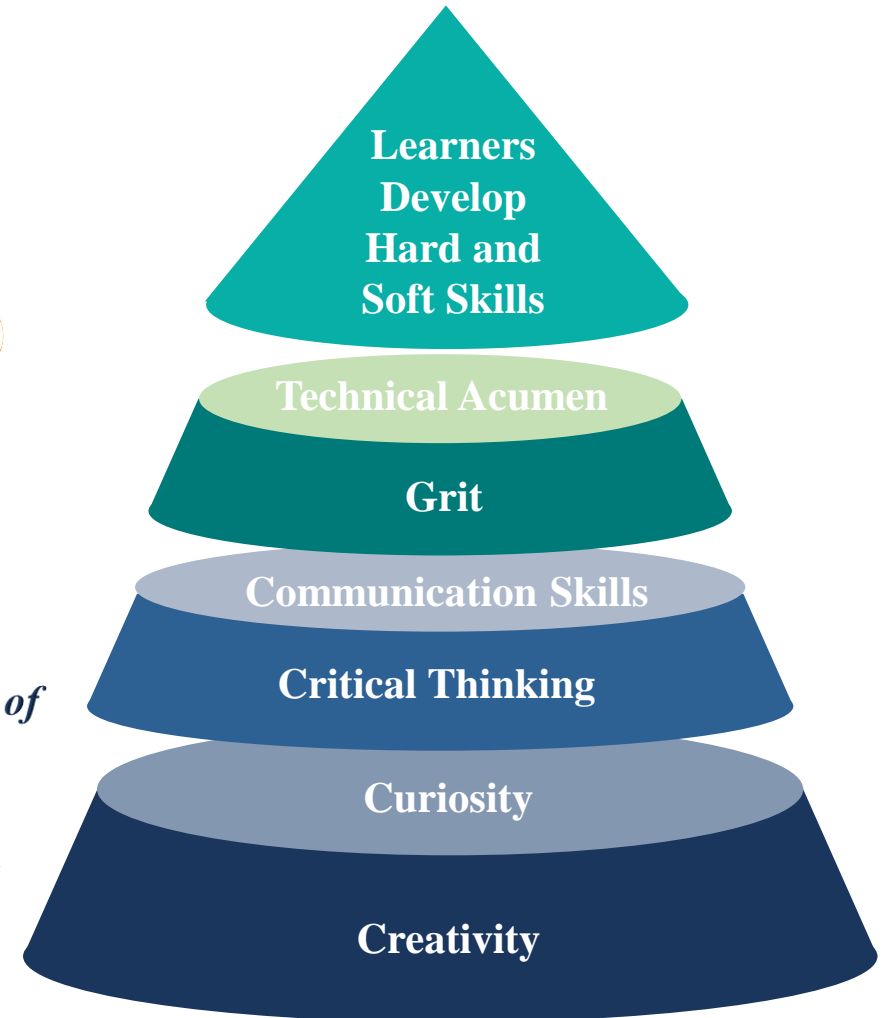 Learners
Develop
Hard and
Soft Skills
Technical Acumen
Grit
Communication Skills
Critical Thinking
of
Curiosity
Creativity